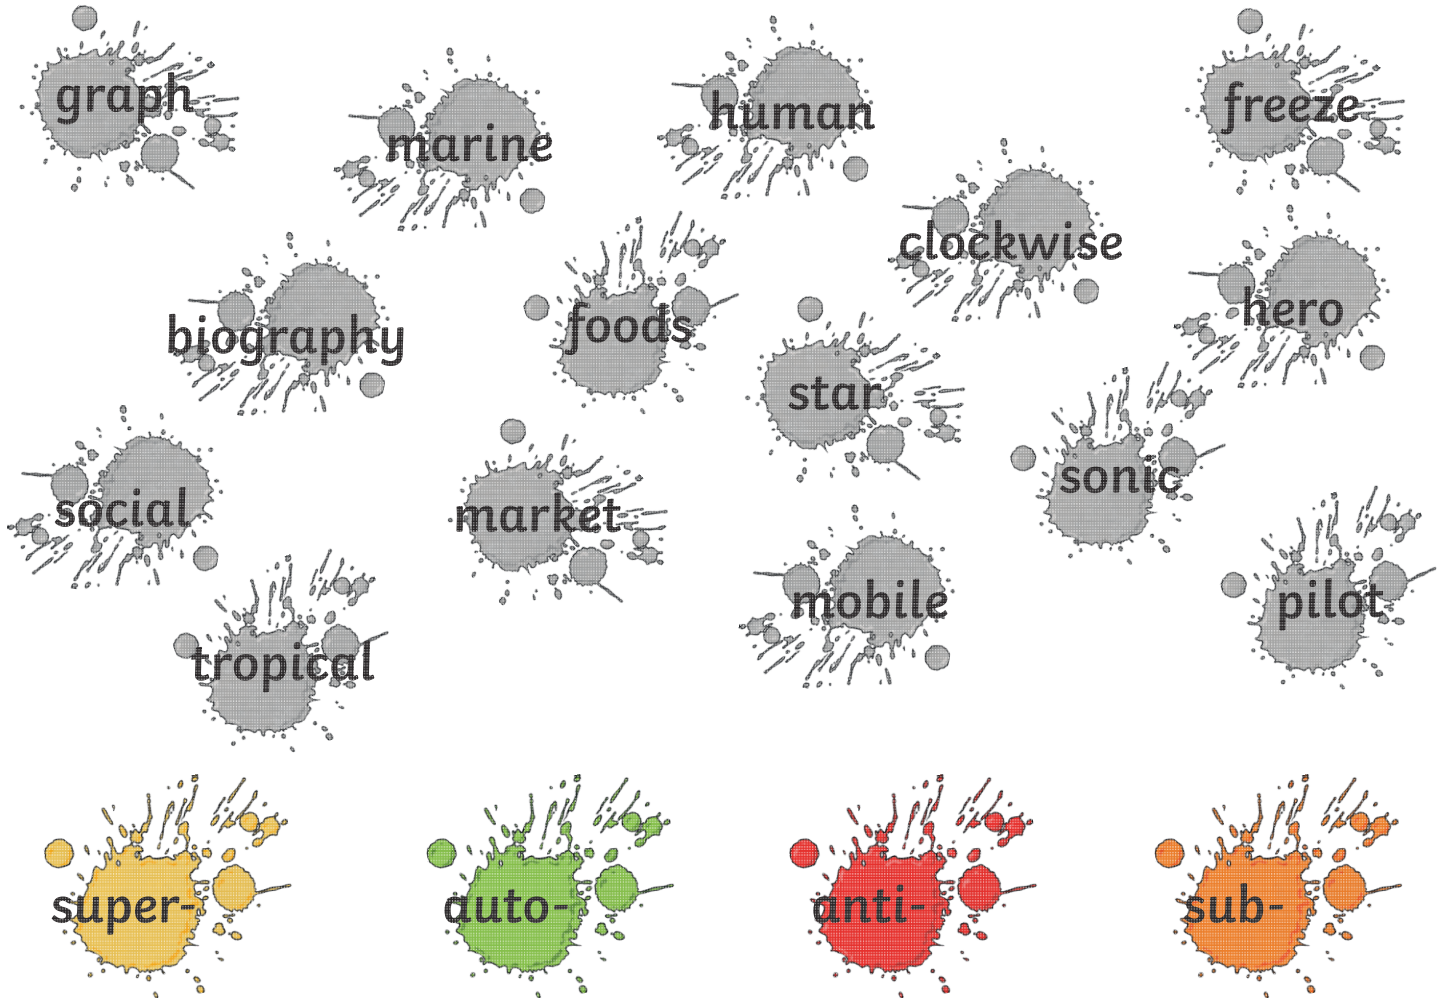 graph
marine
human
freeze
clockwise
biography
foods
hero
star
social
market
sonic
mobile
pilot
tropical
super-
auto-
anti-
sub-